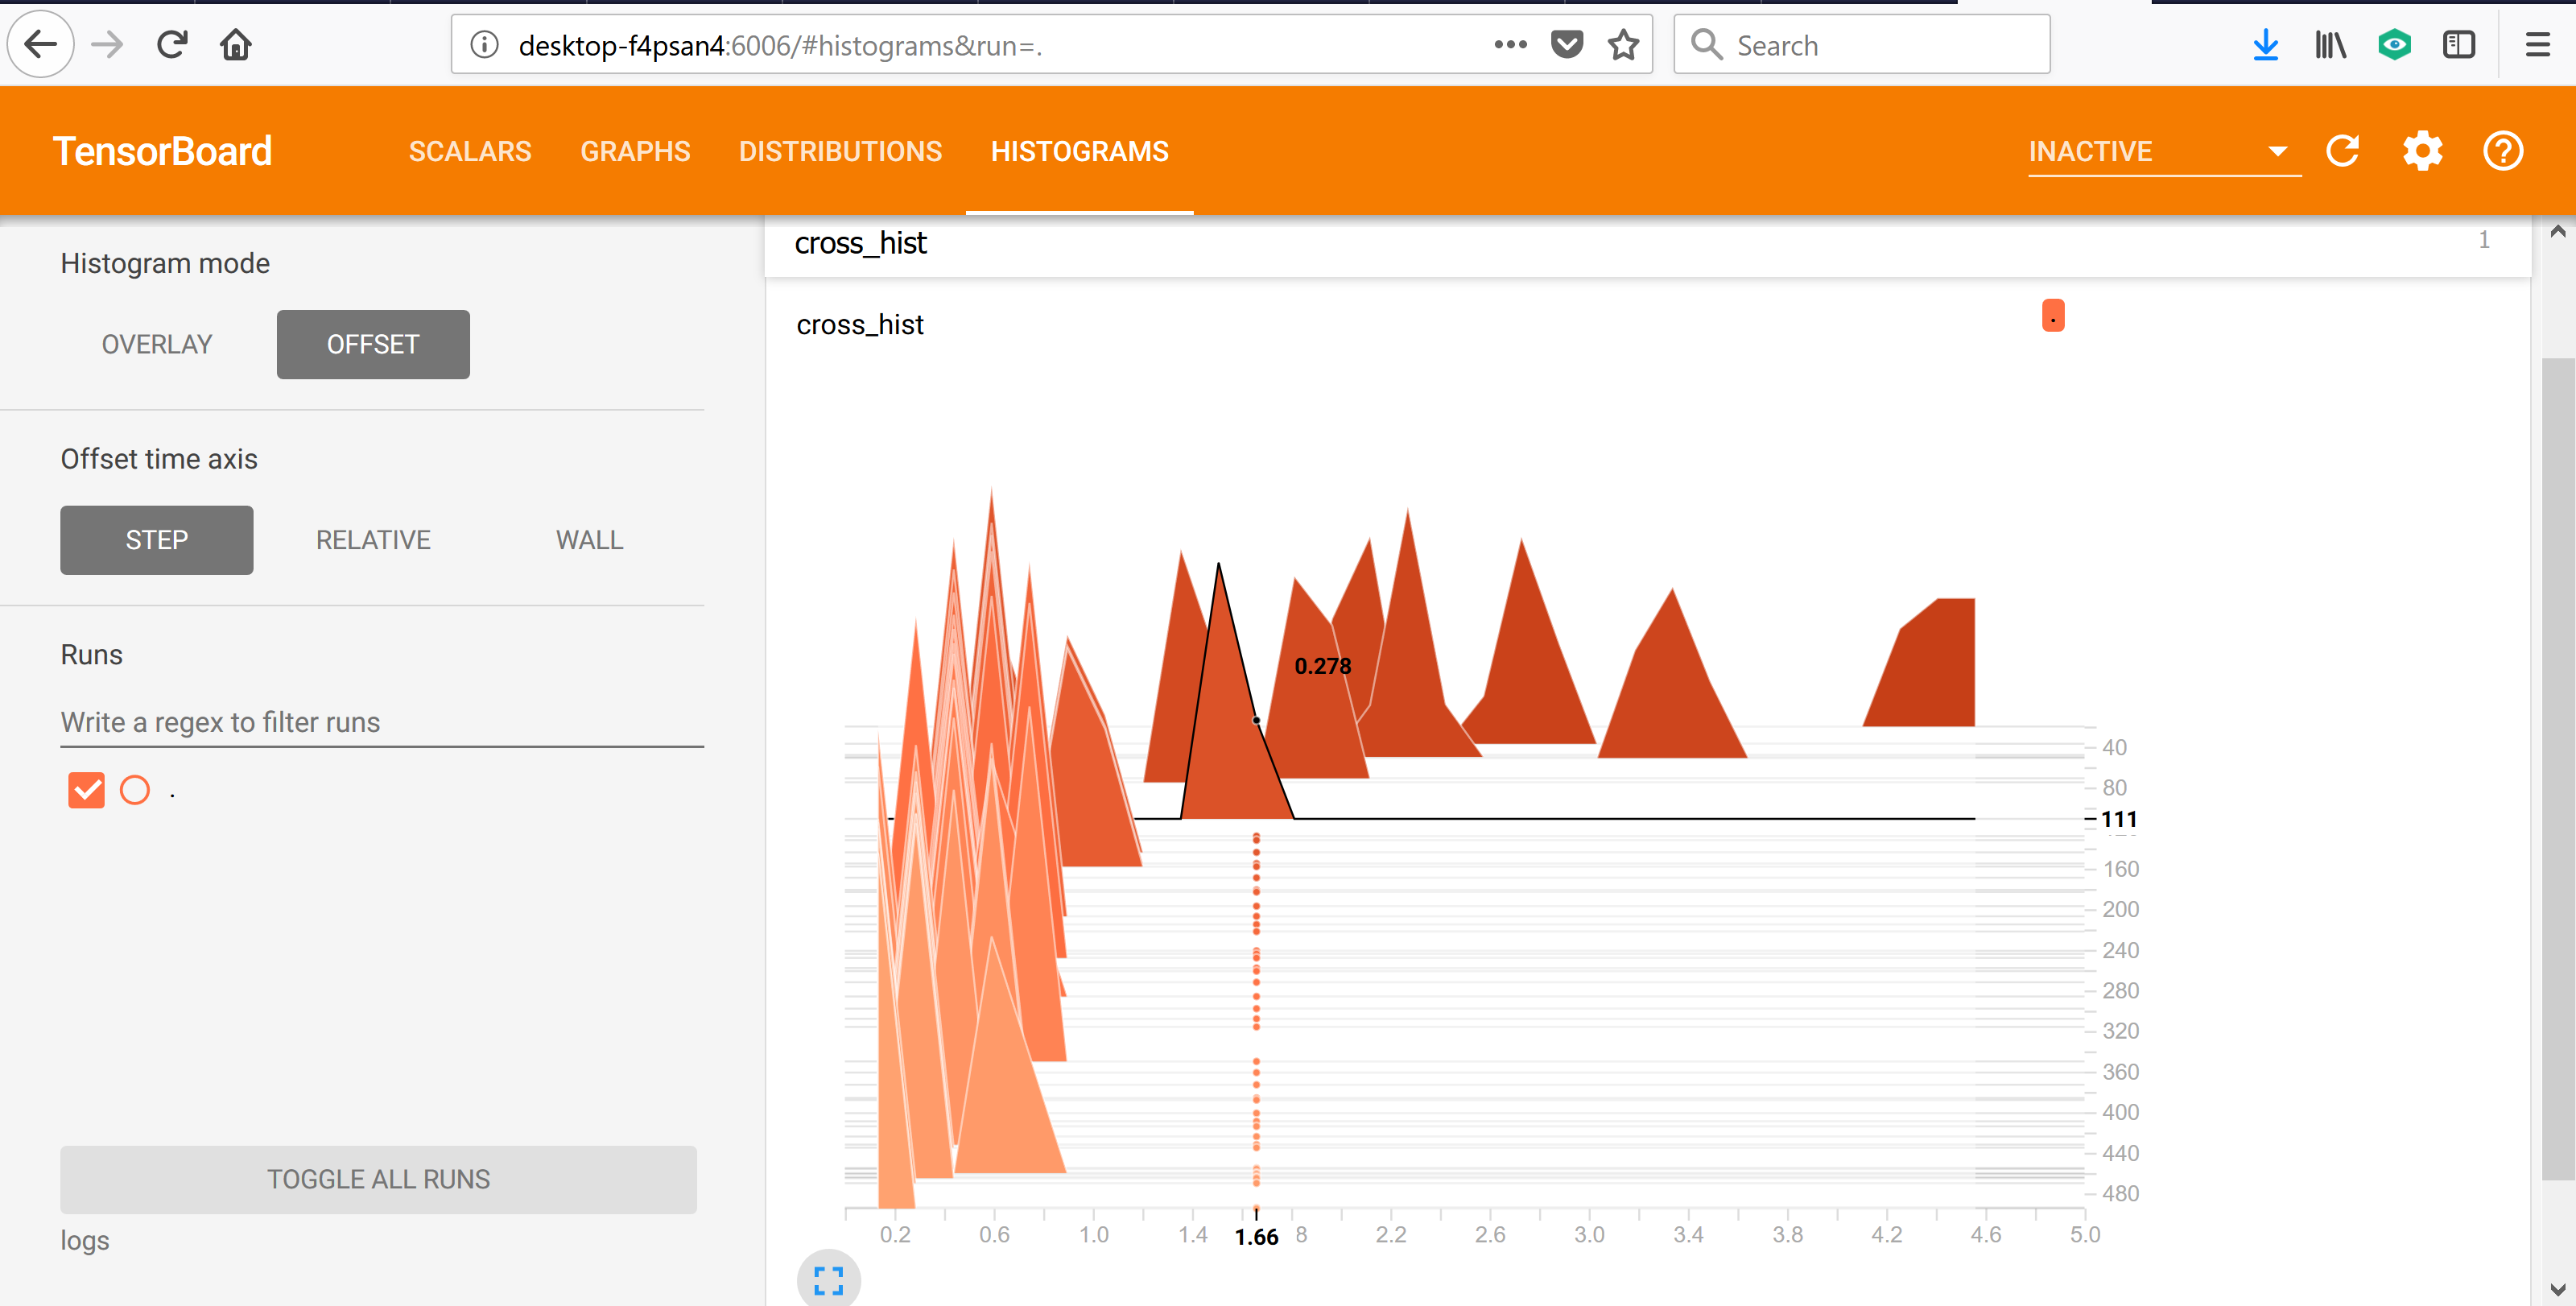 desktop-f4psan4:6006/#histograms&run=.
Search
TensorBoard
SCALARS
GRAPHS
DISTRIBUTIONS
HISTOGRAMS
INACTIVE
Histogram mode
OVERLAY
OFFSET
Offset time axis
STEP
RELATIVE
WALL
Runs
Write a regex to filter runs
.
TOGGLE ALL RUNS
logs
cross_hist
1
cross_hist
.
0.278
40
80
111
160
200
240
280
320
360
400
440
480
0.2 0.6 1.0 1.4 1.66 8 2.2 2.6 3.0 3.4 3.8 4.2 4.6 5.0